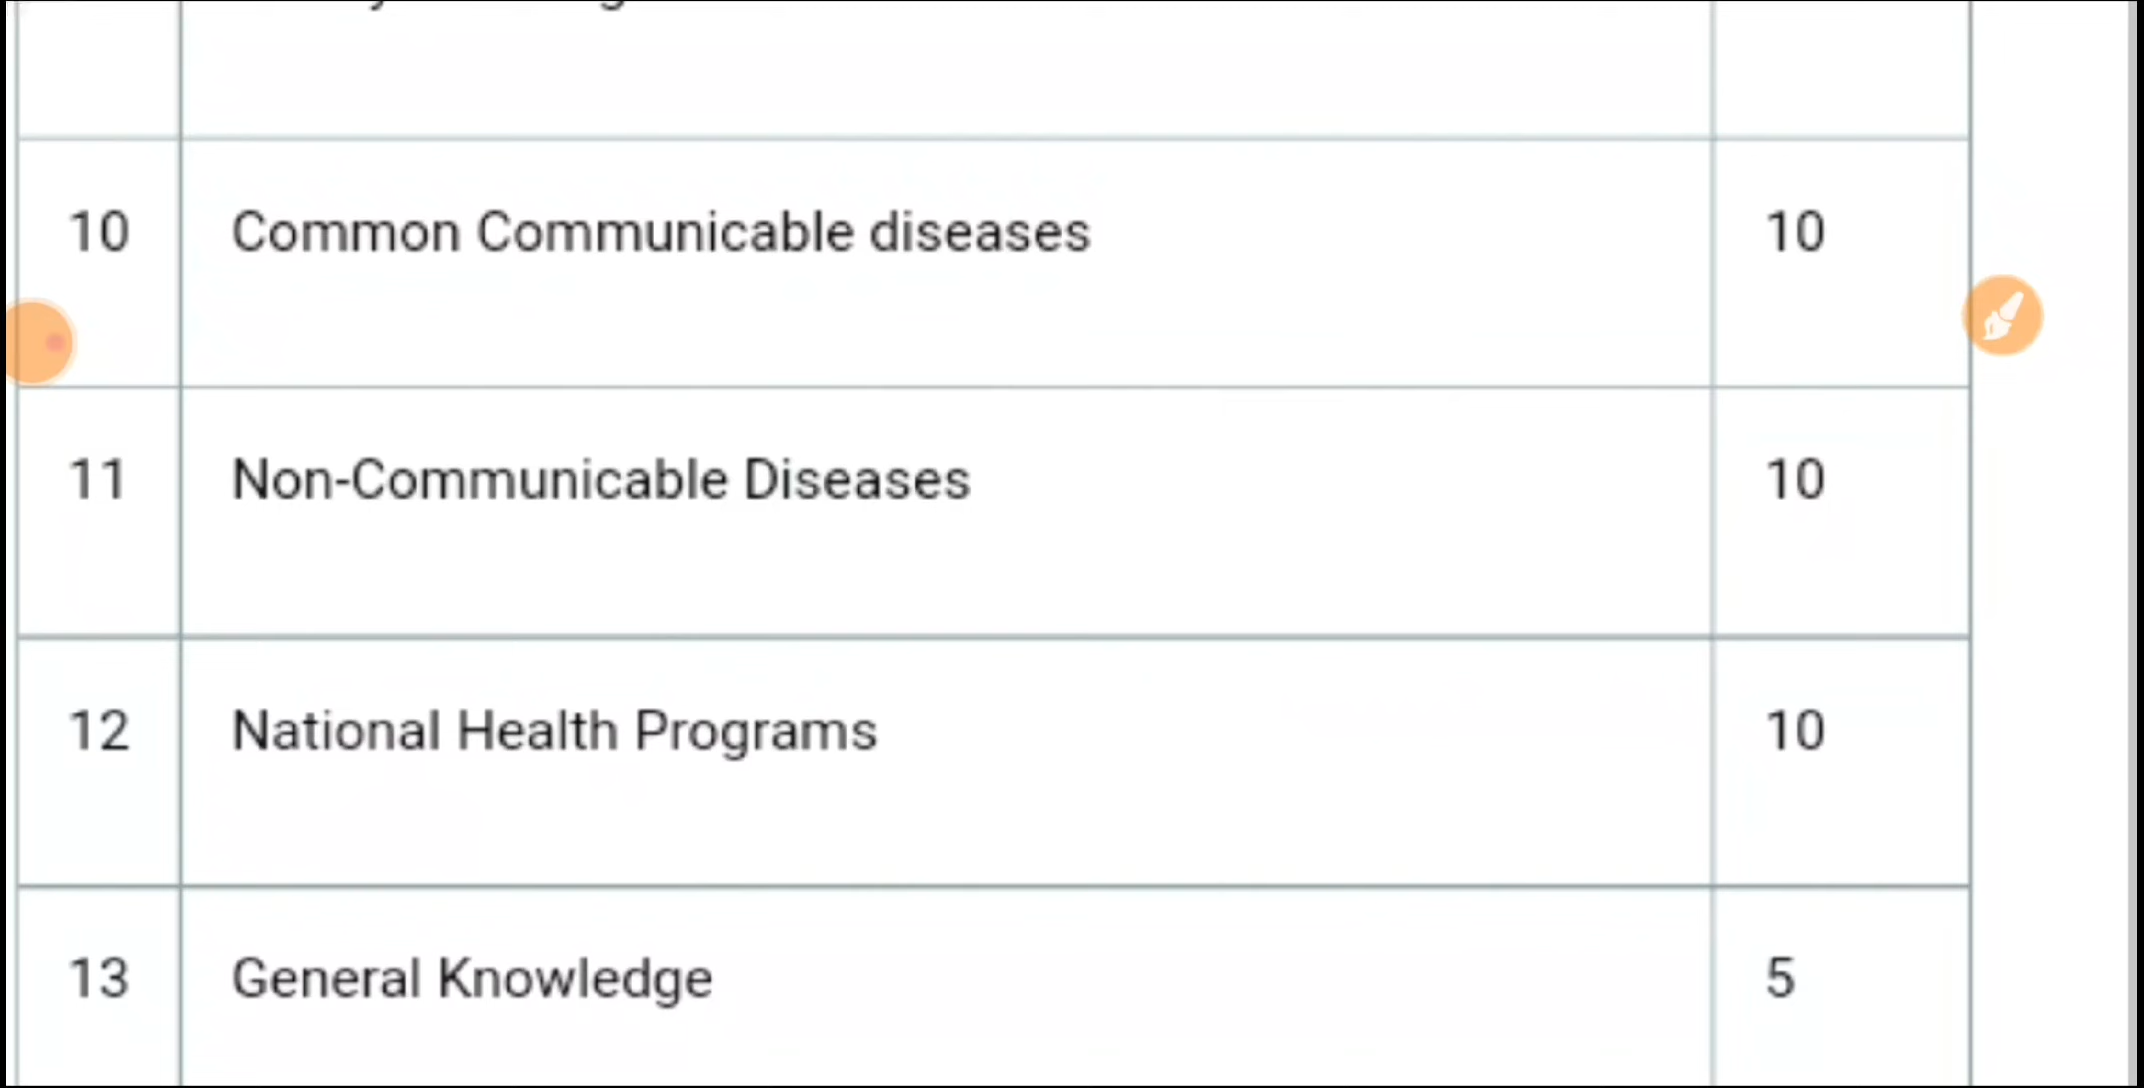 10 Common Communicable diseases 10
11 Non-Communicable Diseases 10
12 National Health Programs 10
13 General Knowledge 5